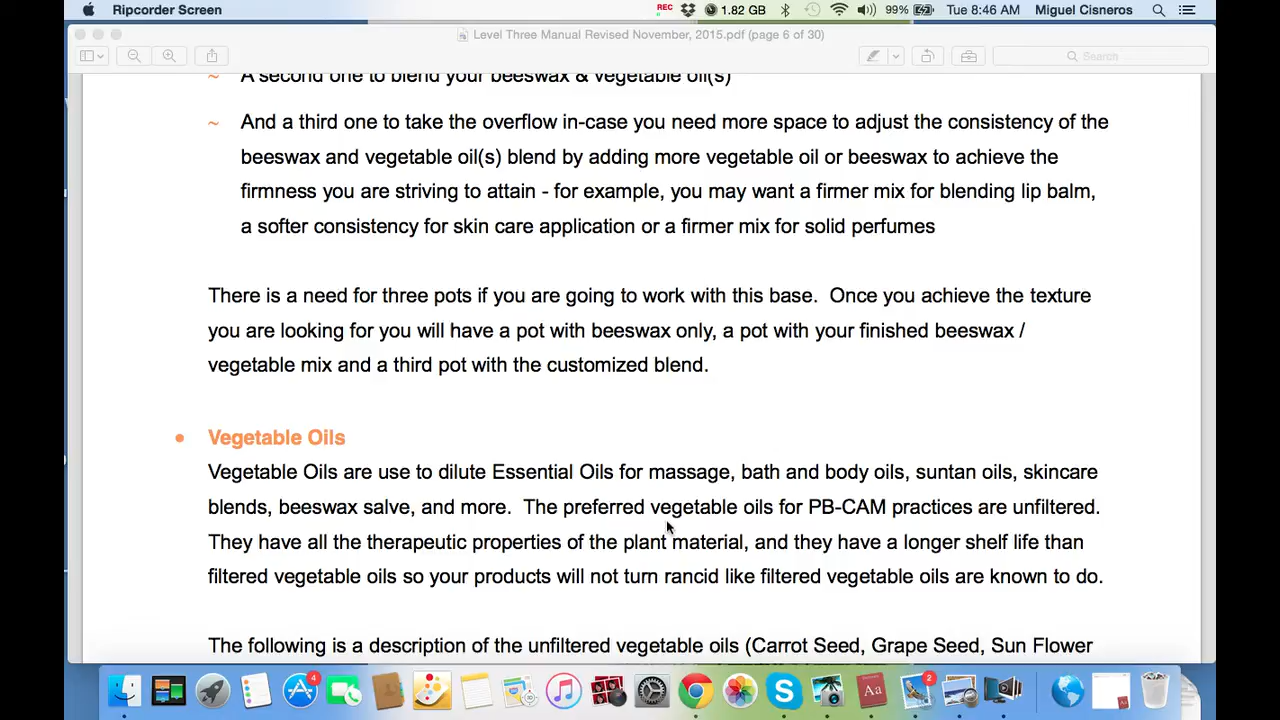 Ripcorder Screen
REC
1.82 GB
99%
Tue 8:46 AM
Miguel Cisneros
Level Three Manual Revised November, 2015.pdf (page 6 of 30)
Search
~ A second one to blend your beeswax & vegetable oil(s)
~ And a third one to take the overflow in-case you need more space to adjust the consistency of the
beeswax and vegetable oil(s) blend by adding more vegetable oil or beeswax to achieve the
firmness you are striving to attain - for example, you may want a firmer mix for blending lip balm,
a softer consistency for skin care application or a firmer mix for solid perfumes
There is a need for three pots if you are going to work with this base.  Once you achieve the texture
you are looking for you will have a pot with beeswax only, a pot with your finished beeswax /
vegetable mix and a third pot with the customized blend.
• Vegetable Oils
Vegetable Oils are use to dilute Essential Oils for massage, bath and body oils, suntan oils, skincare
blends, beeswax salve, and more.  The preferred vegetable oils for PB-CAM practices are unfiltered.
They have all the therapeutic properties of the plant material, and they have a longer shelf life than
filtered vegetable oils so your products will not turn rancid like filtered vegetable oils are known to do.
The following is a description of the unfiltered vegetable oils (Carrot Seed, Grape Seed, Sun Flower
4
30
Aa
2